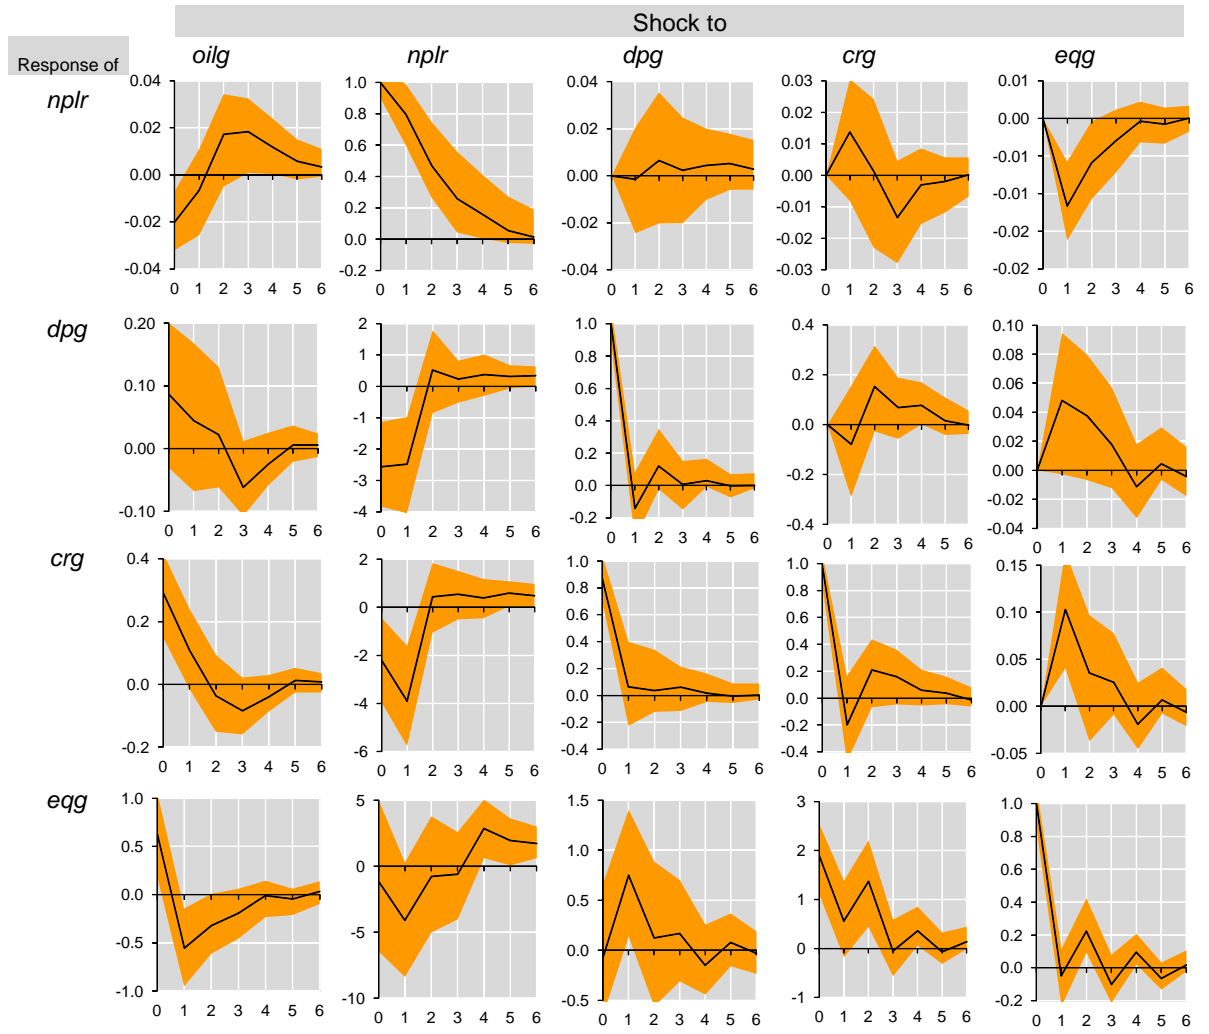 Shock to
Response of
oilg nplr dpg crg eqg
nplr
0.04 1.0 0.04 0.03 0.01
0.8 0.02 0.00
0.02 0.6 0.02 0.01 -0.01
0.00 0.4 0.00 0.00 -0.01
-0.02 0.2 -0.02 -0.01 -0.02
0.0 -0.03
-0.04 -0.2 -0.04 -0.03 -0.02
0 1 2 3 4 5 6 0 1 2 3 4 5 6 0 1 2 3 4 5 6 0 1 2 3 4 5 6 0 1 2 3 4 5 6
dpg
0.20 2 1.0 0.4 0.10
1 0.8 0.08
0.10 0 0.6 0.2 0.06
-1 0.4 0.04
0.00 -2 0.2 0.0 0.02
-3 0.0 -0.2 0.00
-0.02
-0.10 -4 -0.2 -0.4 -0.04
0 1 2 3 4 5 6 0 1 2 3 4 5 6 0 1 2 3 4 5 6 0 1 2 3 4 5 6 0 1 2 3 4 5 6
crg
0.4 2 1.0 1.0 0.15
0.8 0.8
0.2 0 0.6 0.6 0.10
0.4 0.4
-2 0.2 0.2 0.05
0.0 -4 0.0 0.0 0.00
-0.2 -0.2
-0.2 -6 -0.4 -0.4 -0.05
0 1 2 3 4 5 6 0 1 2 3 4 5 6 0 1 2 3 4 5 6 0 1 2 3 4 5 6 0 1 2 3 4 5 6
eqg
1.0 5 1.5 3 1.0
0.8
0.5 0 1.0 2 0.6
0.0 0.5 1 0.4
-0.5 -5 0.0 0 0.2
0.0
-1.0 -10 -0.5 -1 -0.2
0 1 2 3 4 5 6 0 1 2 3 4 5 6 0 1 2 3 4 5 6 0 1 2 3 4 5 6 0 1 2 3 4 5 6